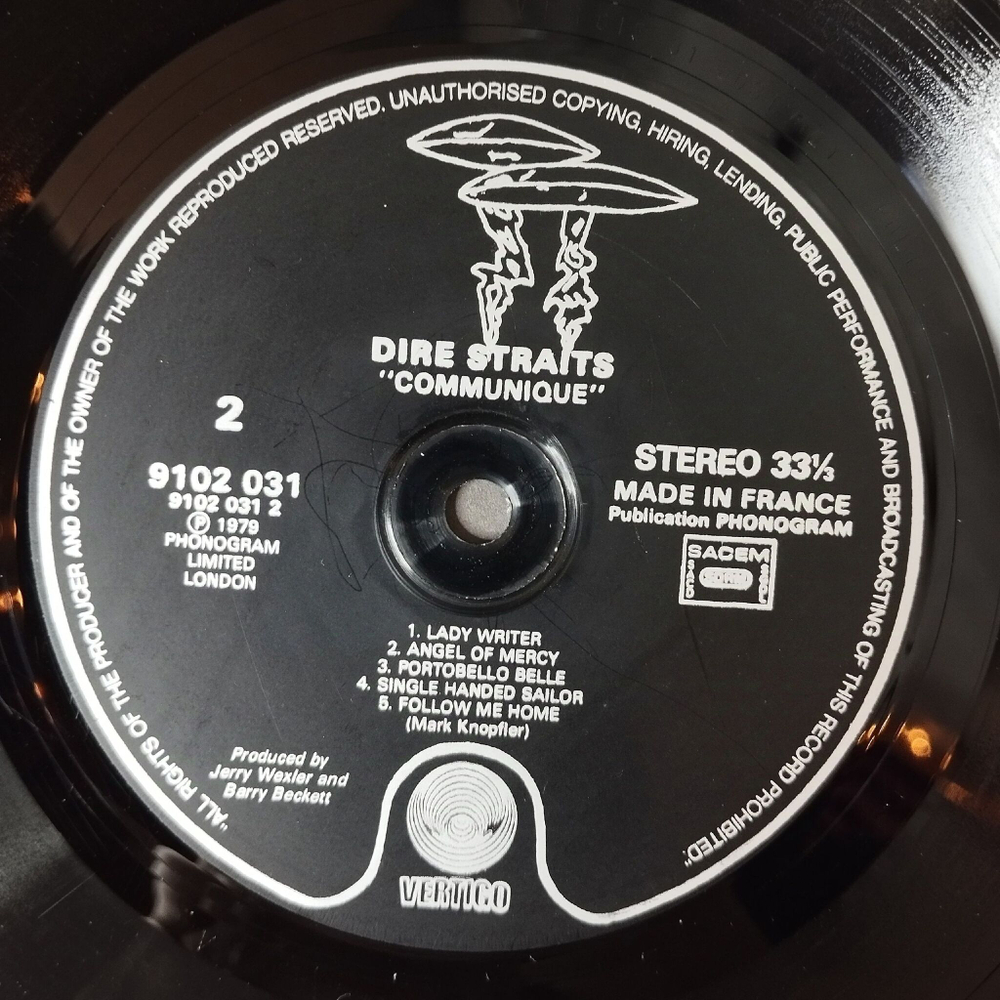 "ALL RIGHTS OF THE PRODUCER AND OF THE OWNER OF THE WORK REPRODUCED RESERVED. UNAUTHORISED COPYING, HIRING, LENDING, PUBLIC PERFORMANCE AND BROADCASTING OF THIS RECORD PROHIBITED."
DIRE STRAITS
"COMMUNIQUE"
2
9102 031
9102 031 2
Ⓟ 1979
PHONOGRAM
LIMITED
LONDON
STEREO 33⅓
MADE IN FRANCE
Publication PHONOGRAM
SACEM
SACD
1. LADY WRITER
2. ANGEL OF MERCY
3. PORTOBELLO BELLE
4. SINGLE HANDED SAILOR
5. FOLLOW ME HOME
(Mark Knopfler)
Produced by
Jerry Wexler and
Barry Beckett
VERTIGO